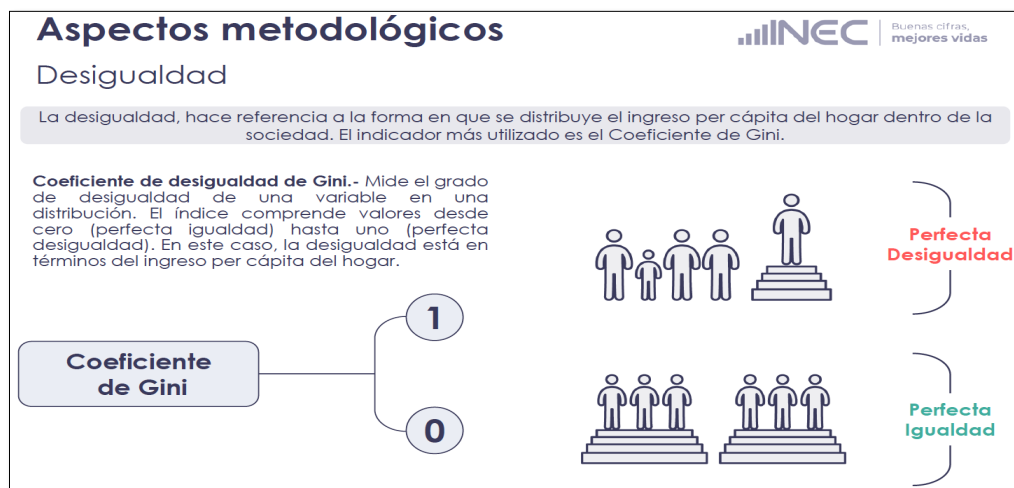 Aspectos metodológicos
INEC
Buenas cifras,
mejores vidas
Desigualdad
La desigualdad, hace referencia a la forma en que se distribuye el ingreso per cápita del hogar dentro de la
sociedad. El indicador más utilizado es el Coeficiente de Gini.
Coeficiente de desigualdad de Gini.- Mide el grado
de desigualdad de una variable en una
distribución. El índice comprende valores desde
cero (perfecta igualdad) hasta uno (perfecta
desigualdad). En este caso, la desigualdad está en
términos del ingreso per cápita del hogar.
Perfecta
Desigualdad
1
Coeficiente
de Gini
0
Perfecta
Igualdad